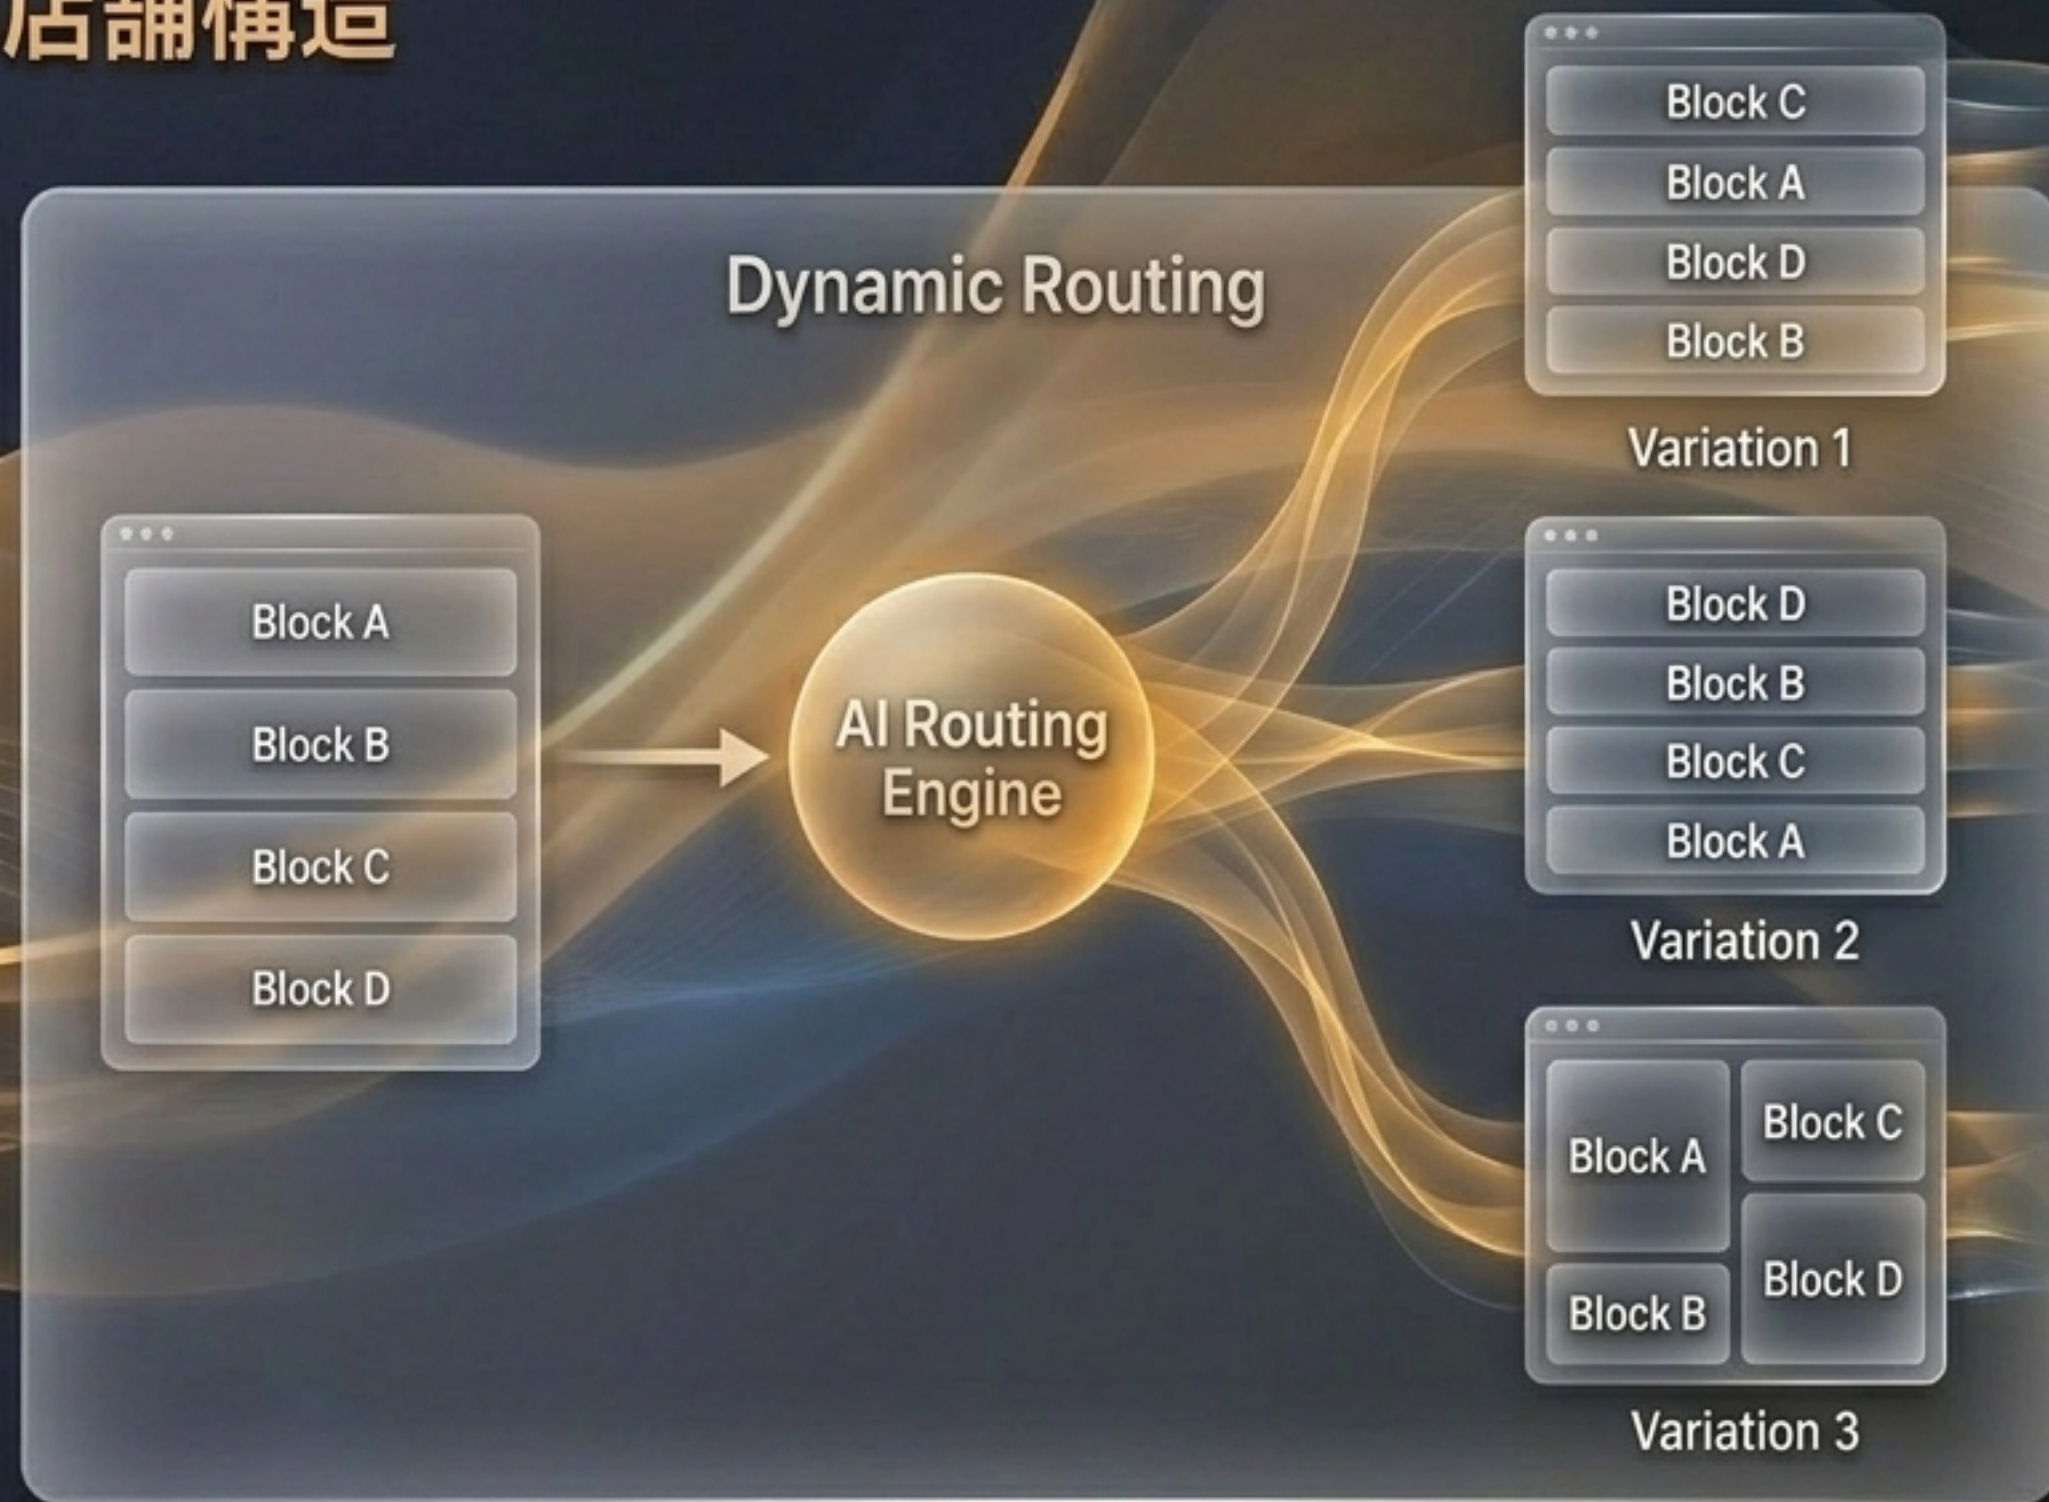 店舗構造
Dynamic Routing
Block A
Block B
Block C
Block D
AI Routing
Engine
Block C
Block A
Block D
Block B
Variation 1
Block D
Block B
Block C
Block A
Variation 2
Block A
Block C
Block B
Block D
Variation 3